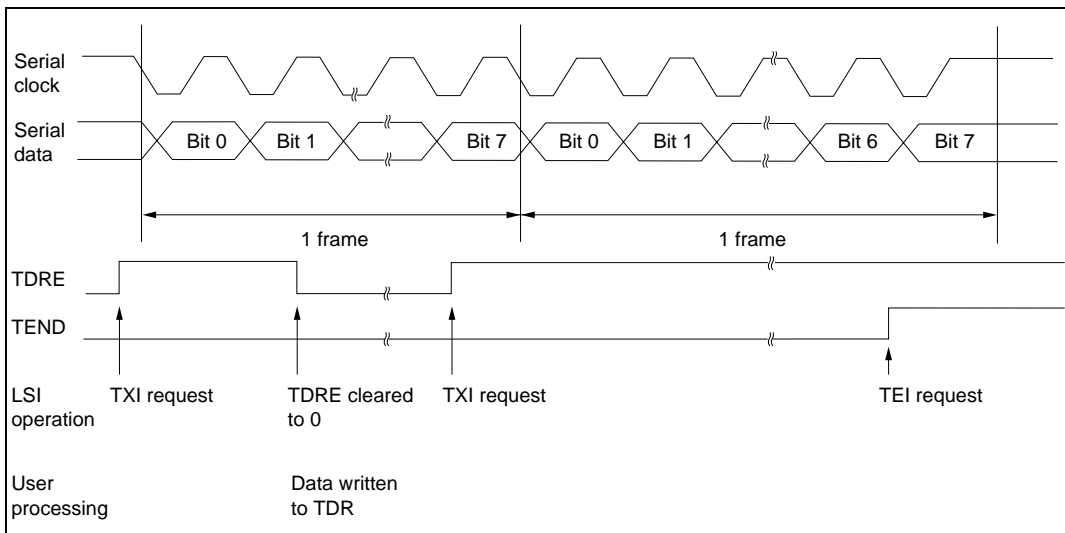 Serial
clock
Serial
data
Bit 0
Bit 1
Bit 7
Bit 0
Bit 1
Bit 6
Bit 7
1 frame
1 frame
TDRE
TEND
LSI
operation
TXI request
TDRE cleared
to 0
TXI request
TEI request
User
processing
Data written
to TDR